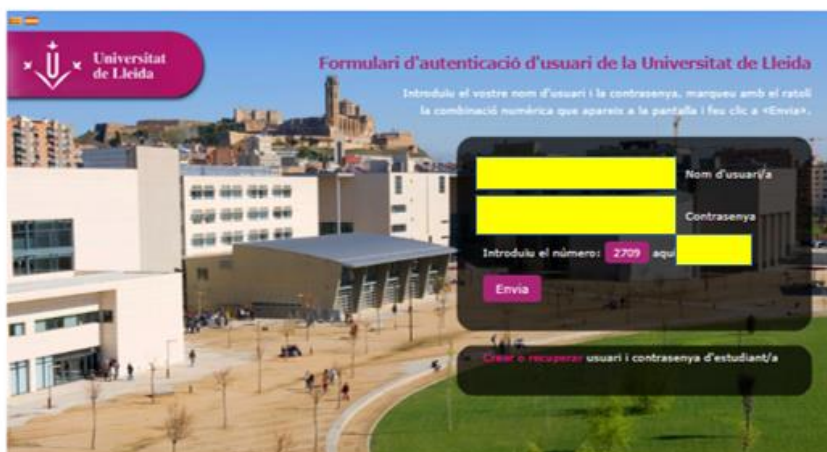 Universitat
de Lleida
Formulari d'autenticació d'usuari de la Universitat de Lleida
Introduïu el vostre nom d'usuari i la contrasenya, marqueu amb el ratolí
la combinació numèrica que apareix a la pantalla i feu clic a «Envia».
Nom d'usuari/a
Contrasenya
Introduïu el número: 2709 aquí
Envia
Crear o recuperar usuari i contrasenya d'estudiant/a